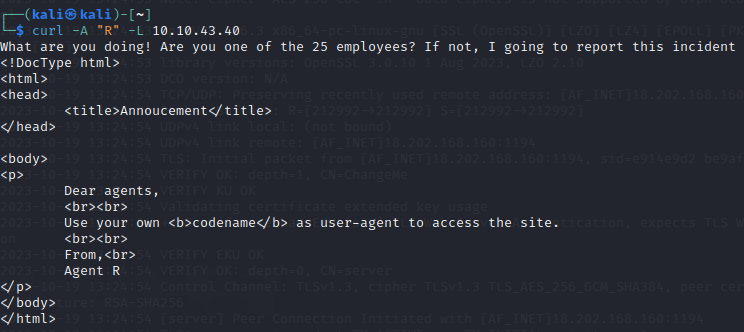 ┌──(kali㉿kali)-[~]
└─$ curl -A "R" -L 10.10.43.40
What are you doing! Are you one of the 25 employees? If not, I going to report this incident
<!DocType html>
<html>
<head>
        <title>Annoucement</title>
</head>
<body>
<p>
        Dear agents,
        <br><br>
        Use your own <b>codename</b> as user-agent to access the site.
        <br><br>
        From,<br>
        Agent R
</p>
</body>
</html>